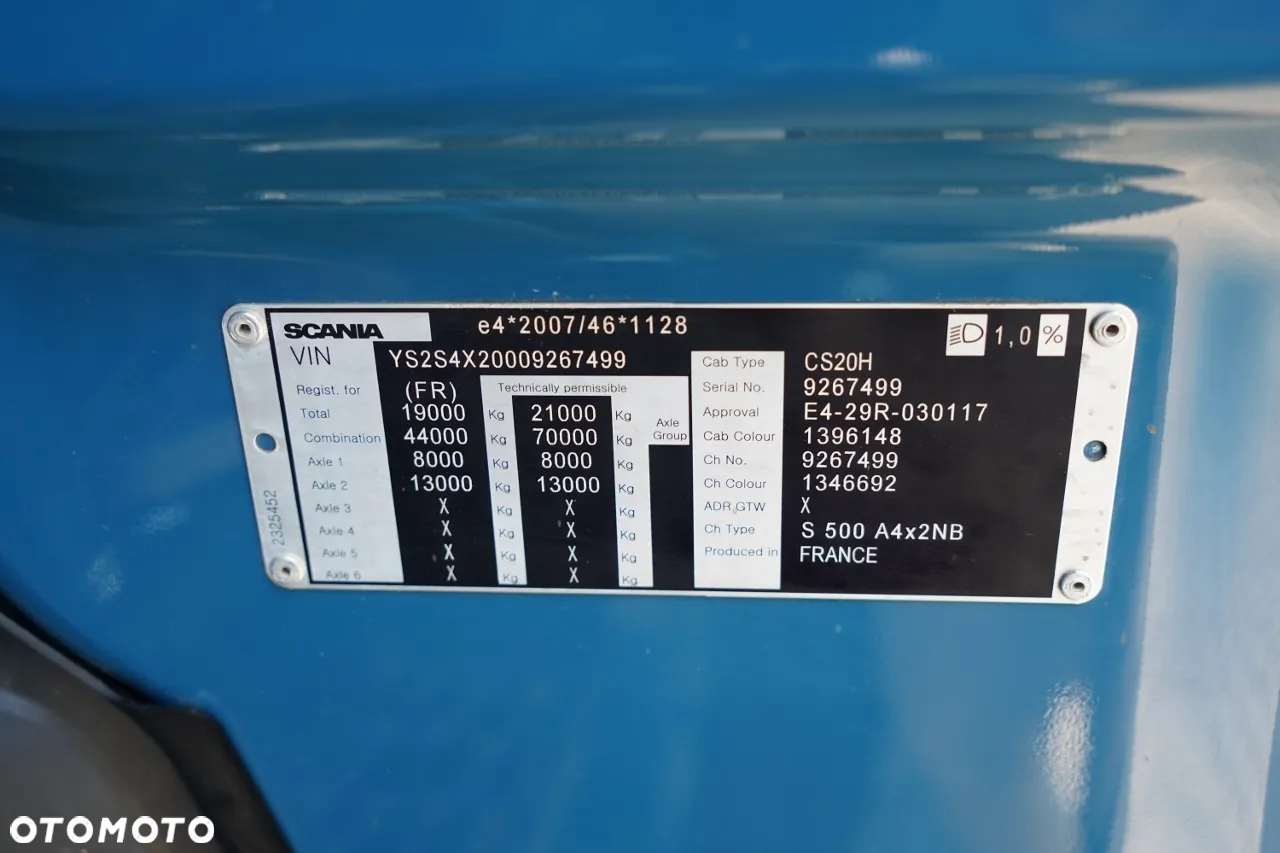 SCANIA e4*2007/46*1128 1,0 %
VIN YS2S4X20009267499
Regist. for (FR) Technically permissible
Total 19000 Kg 21000 Kg
Combination 44000 Kg 70000 Kg Axle Group
Axle 1 8000 Kg 8000 Kg
Axle 2 13000 Kg 13000 Kg
Axle 3 X Kg X Kg
Axle 4 X Kg X Kg
Axle 5 X Kg X Kg
Axle 6 X Kg X Kg
Cab Type CS20H
Serial No. 9267499
Approval E4-29R-030117
Cab Colour 1396148
Ch No. 9267499
Ch Colour 1346692
ADR GTW X
Ch Type S 500 A4x2NB
Produced in FRANCE
2325452
OTOMOTO